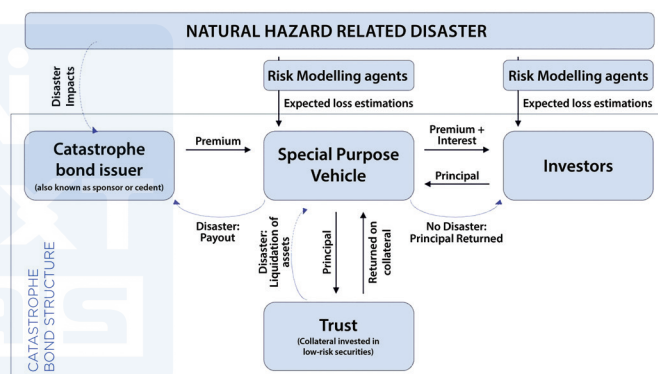 NATURAL HAZARD RELATED DISASTER
Disaster
Impacts
Risk Modelling agents
Risk Modelling agents
Expected loss estimations
Expected loss estimations
Catastrophe
bond issuer
(also known as sponsor or cedent)
Premium
Special Purpose
Vehicle
Premium +
Interest
Principal
Investors
Disaster:
Payout
Disaster:
Liquidation of
assets
Principal
Returned on
collateral
No Disaster:
Principal Returned
Trust
(Collateral invested in
low-risk securities)
CATASTROPHE
BOND STRUCTURE